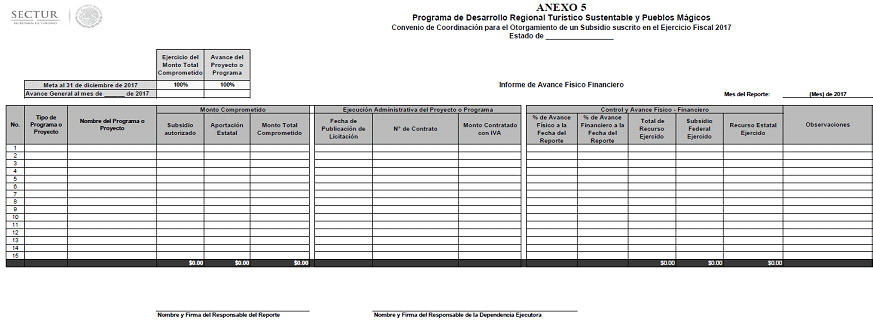 SECTUR
SECRETARÍA DE TURISMO
ANEXO 5
Programa de Desarrollo Regional Turístico Sustentable y Pueblos Mágicos
Convenio de Coordinación para el Otorgamiento de un Subsidio suscrito en el Ejercicio Fiscal 2017
Estado de ________________
Ejercicio del Monto Total Comprometido
Avance del Proyecto o Programa
Meta al 31 de diciembre de 2017 100% 100%
Avance General al mes de ______ de 2017
Informe de Avance Físico Financiero
Mes del Reporte: (Mes) de 2017
No.
Tipo de Programa o Proyecto
Nombre del Programa o Proyecto
Monto Comprometido
Subsidio autorizado
Aportación Estatal
Monto Total Comprometido
Ejecución Administrativa del Proyecto o Programa
Fecha de Publicación de Licitación
N° de Contrato
Monto Contratado con IVA
Control y Avance Físico - Financiero
% de Avance Físico a la Fecha del Reporte
% de Avance Financiero a la Fecha del Reporte
Total de Recurso Ejercido
Subsidio Federal Ejercido
Recurso Estatal Ejercido
Observaciones
1
2
3
4
5
6
7
8
9
10
11
12
13
14
15
$0.00 $0.00 $0.00 $0.00 $0.00 $0.00
Nombre y Firma del Responsable del Reporte
Nombre y Firma del Responsable de la Dependencia Ejecutora